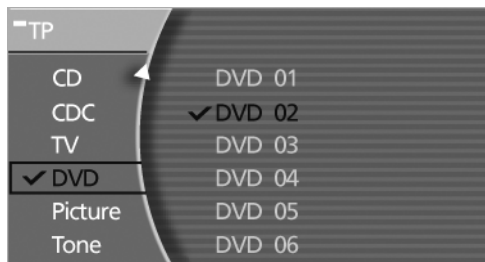 TP
CD
CDC
TV
✔ DVD
Picture
Tone
DVD 01
✔ DVD 02
DVD 03
DVD 04
DVD 05
DVD 06